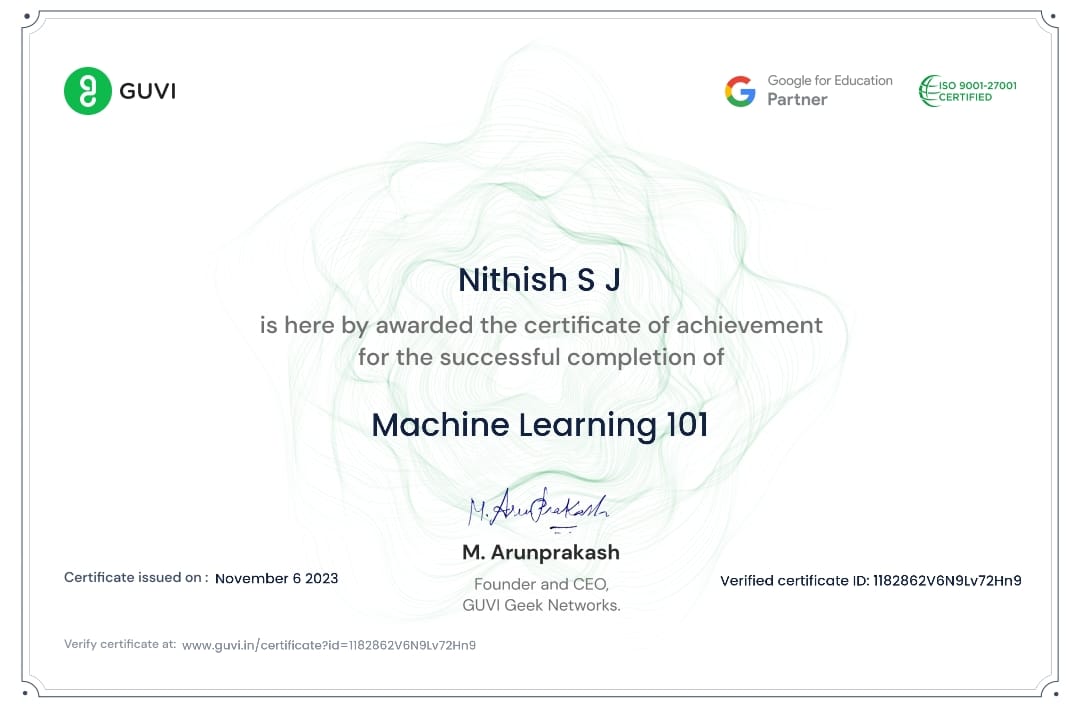 GUVI
Google for Education
Partner
ISO 9001-27001
CERTIFIED
Nithish S J
is here by awarded the certificate of achievement
for the successful completion of
Machine Learning 101
M. Arunprakash
M. Arunprakash
Founder and CEO,
GUVI Geek Networks.
Certificate issued on : November 6 2023
Verified certificate ID: 1182862V6N9Lv72Hn9
Verify certificate at: www.guvi.in/certificate?id=1182862V6N9Lv72Hn9